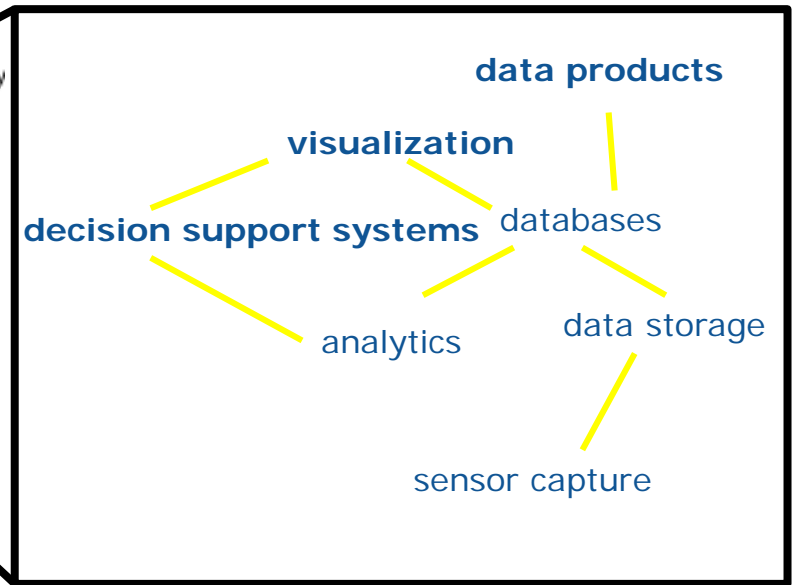 data products
visualization
decision support systems
databases
data storage
analytics
sensor capture